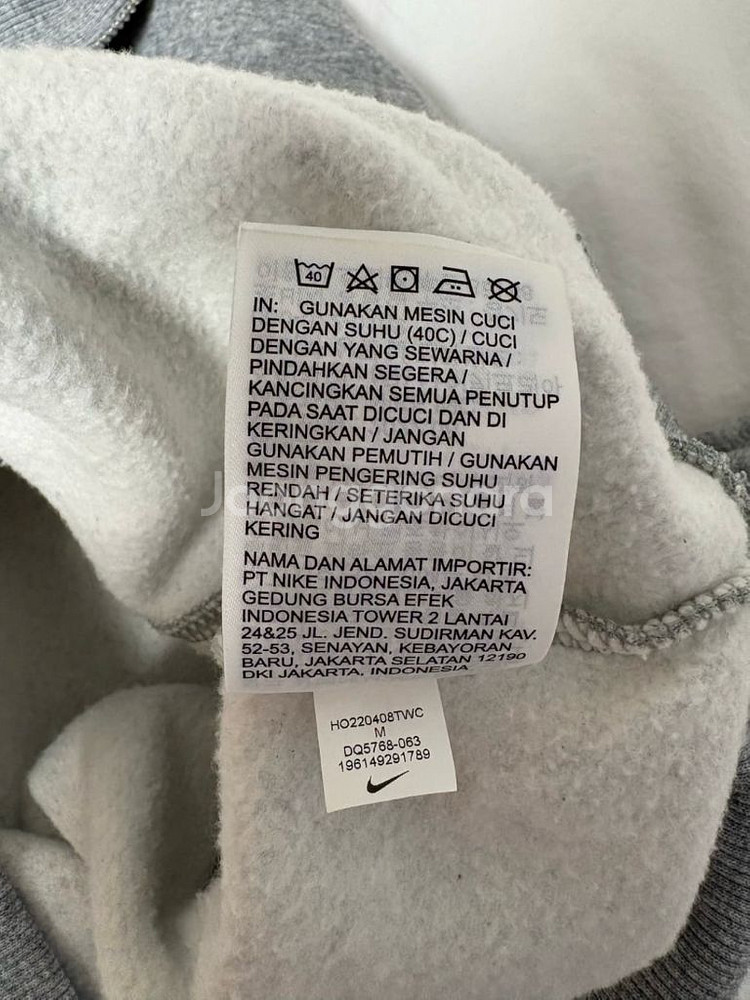 40
IN: GUNAKAN MESIN CUCI
DENGAN SUHU (40C) / CUCI
DENGAN YANG SEWARNA /
PINDAHKAN SEGERA /
KANCINGKAN SEMUA PENUTUP
PADA SAAT DICUCI DAN DI
KERINGKAN / JANGAN
GUNAKAN PEMUTIH / GUNAKAN
MESIN PENGERING SUHU
RENDAH / SETERIKA SUHU
HANGAT / JANGAN DICUCI
KERING
NAMA DAN ALAMAT IMPORTIR:
PT NIKE INDONESIA, JAKARTA
GEDUNG BURSA EFEK
INDONESIA TOWER 2 LANTAI
24&25 JL. JEND. SUDIRMAN KAV.
52-53, SENAYAN, KEBAYORAN
BARU, JAKARTA SELATAN 12190
DKI JAKARTA, INDONESIA
HO220408TWC
M
DQ5768-063
196149291789